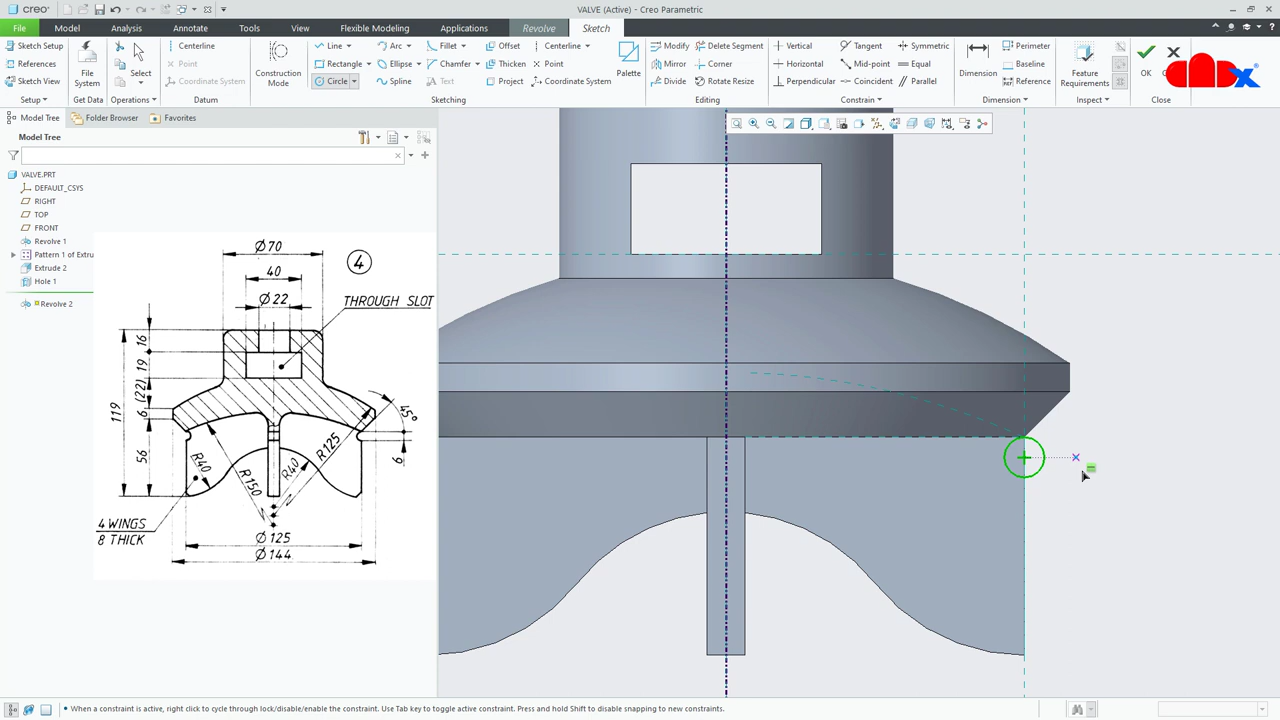 creo°
VALVE (Active) - Creo Parametric
File Model Analysis Annotate Tools View Flexible Modeling Applications Revolve Sketch
Sketch Setup
References
Sketch View
Setup
File System
Get Data
Select
Operations
Centerline
Point
Coordinate System
Datum
Construction Mode
Line Arc Fillet Offset Centerline
Rectangle Ellipse Chamfer Thicken Point
Circle Spline Text Project Coordinate System
Palette
Sketching
Modify Delete Segment
Mirror Corner
Divide Rotate Resize
Editing
Vertical Tangent Symmetric
Horizontal Mid-point Equal
Perpendicular Coincident Parallel
Constrain
Dimension
Perimeter
Baseline
Reference
Dimension
Feature Requirements
Inspect
OK
Close
Model Tree Folder Browser Favorites
Model Tree
VALVE.PRT
DEFAULT_CSYS
RIGHT
TOP
FRONT
Revolve 1
Pattern 1 of Extru
Extrude 2
Hole 1
Revolve 2
Ø70
4
40
Ø22
THROUGH SLOT
16
19
(22)
6
56
119
45°
6
R40
R150
R40
R125
4 WINGS
8 THICK
Ø125
Ø144
When a constraint is active, right click to cycle through lock/disable/enable the constraint. Use Tab key to toggle active constraint. Press and hold Shift to disable snapping to new constraints.